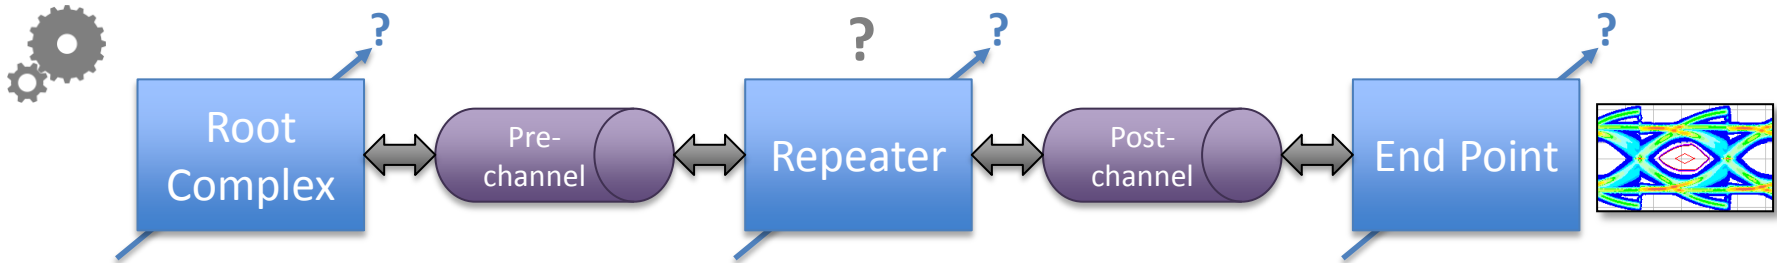 ?
?
?
?
Root
Complex
Pre-
channel
Repeater
Post-
channel
End Point